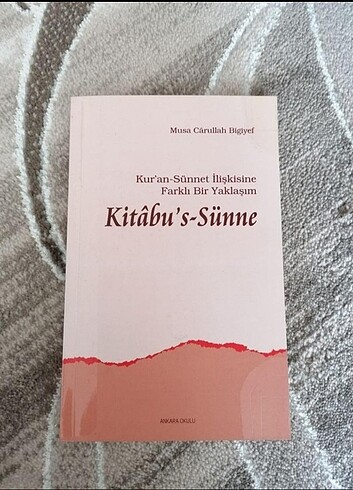 Musa Cârullah Bigiyef
Kur'an-Sünnet İlişkisine
Farklı Bir Yaklaşım
Kitâbu's-Sünne
ANKARA OKULU